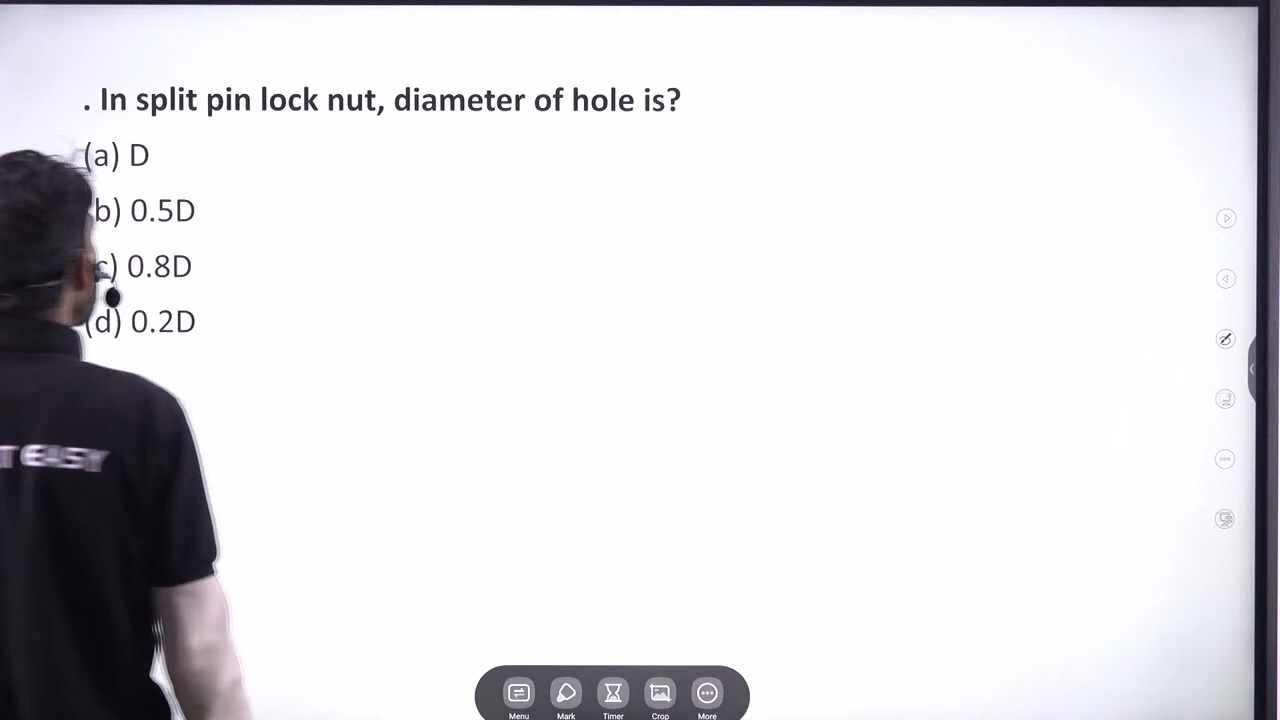 . In split pin lock nut, diameter of hole is?
(a) D
b) 0.5D
c) 0.8D
(d) 0.2D
T EASY
Menu Mark Timer Crop More